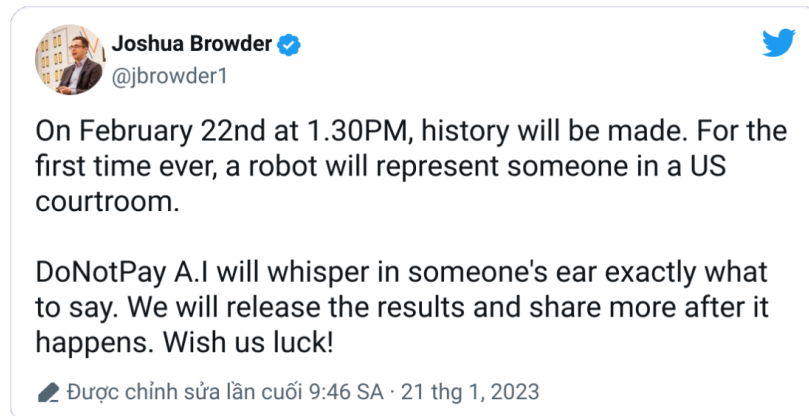 Joshua Browder
@jbrowder1
On February 22nd at 1.30PM, history will be made. For the
first time ever, a robot will represent someone in a US
courtroom.
DoNotPay A.I will whisper in someone's ear exactly what
to say. We will release the results and share more after it
happens. Wish us luck!
Được chỉnh sửa lần cuối 9:46 SA · 21 thg 1, 2023